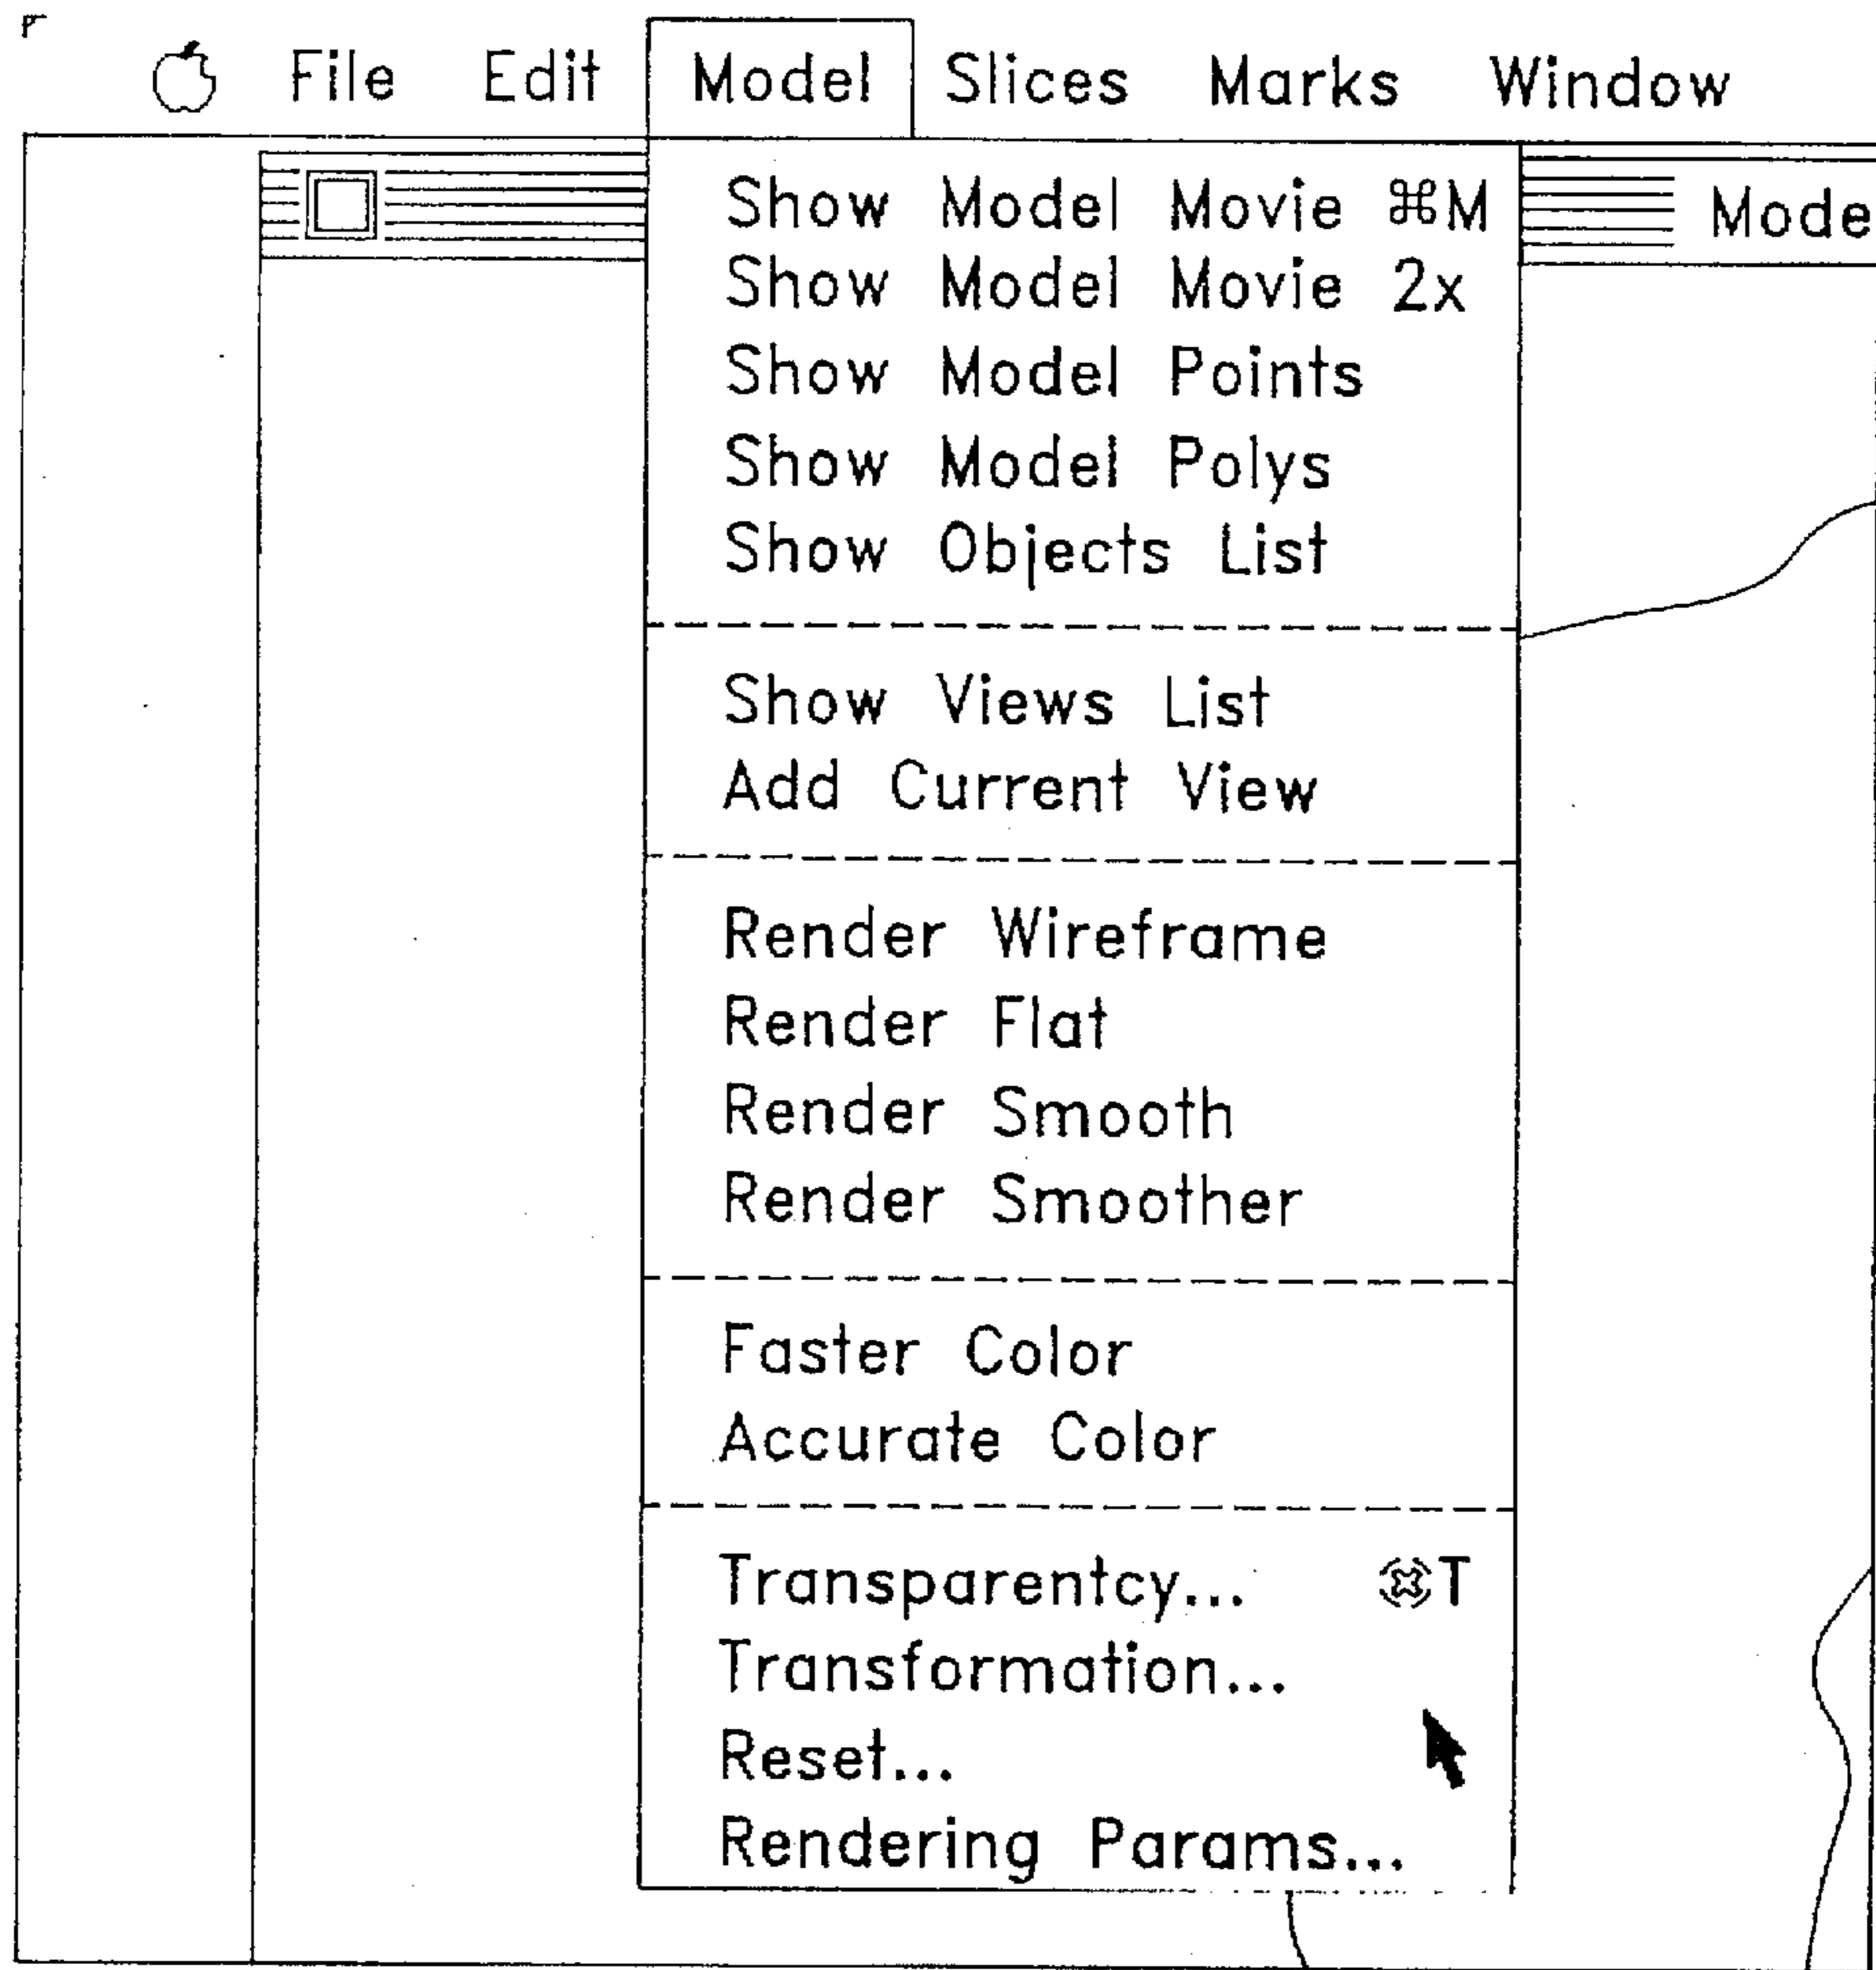 File Edit Model Slices Marks Window
Mode
Show Model Movie ⌘M
Show Model Movie 2x
Show Model Points
Show Model Polys
Show Objects List
Show Views List
Add Current View
Render Wireframe
Render Flat
Render Smooth
Render Smoother
Faster Color
Accurate Color
Transparentcy... ⌘T
Transformation...
Reset...
Rendering Params...